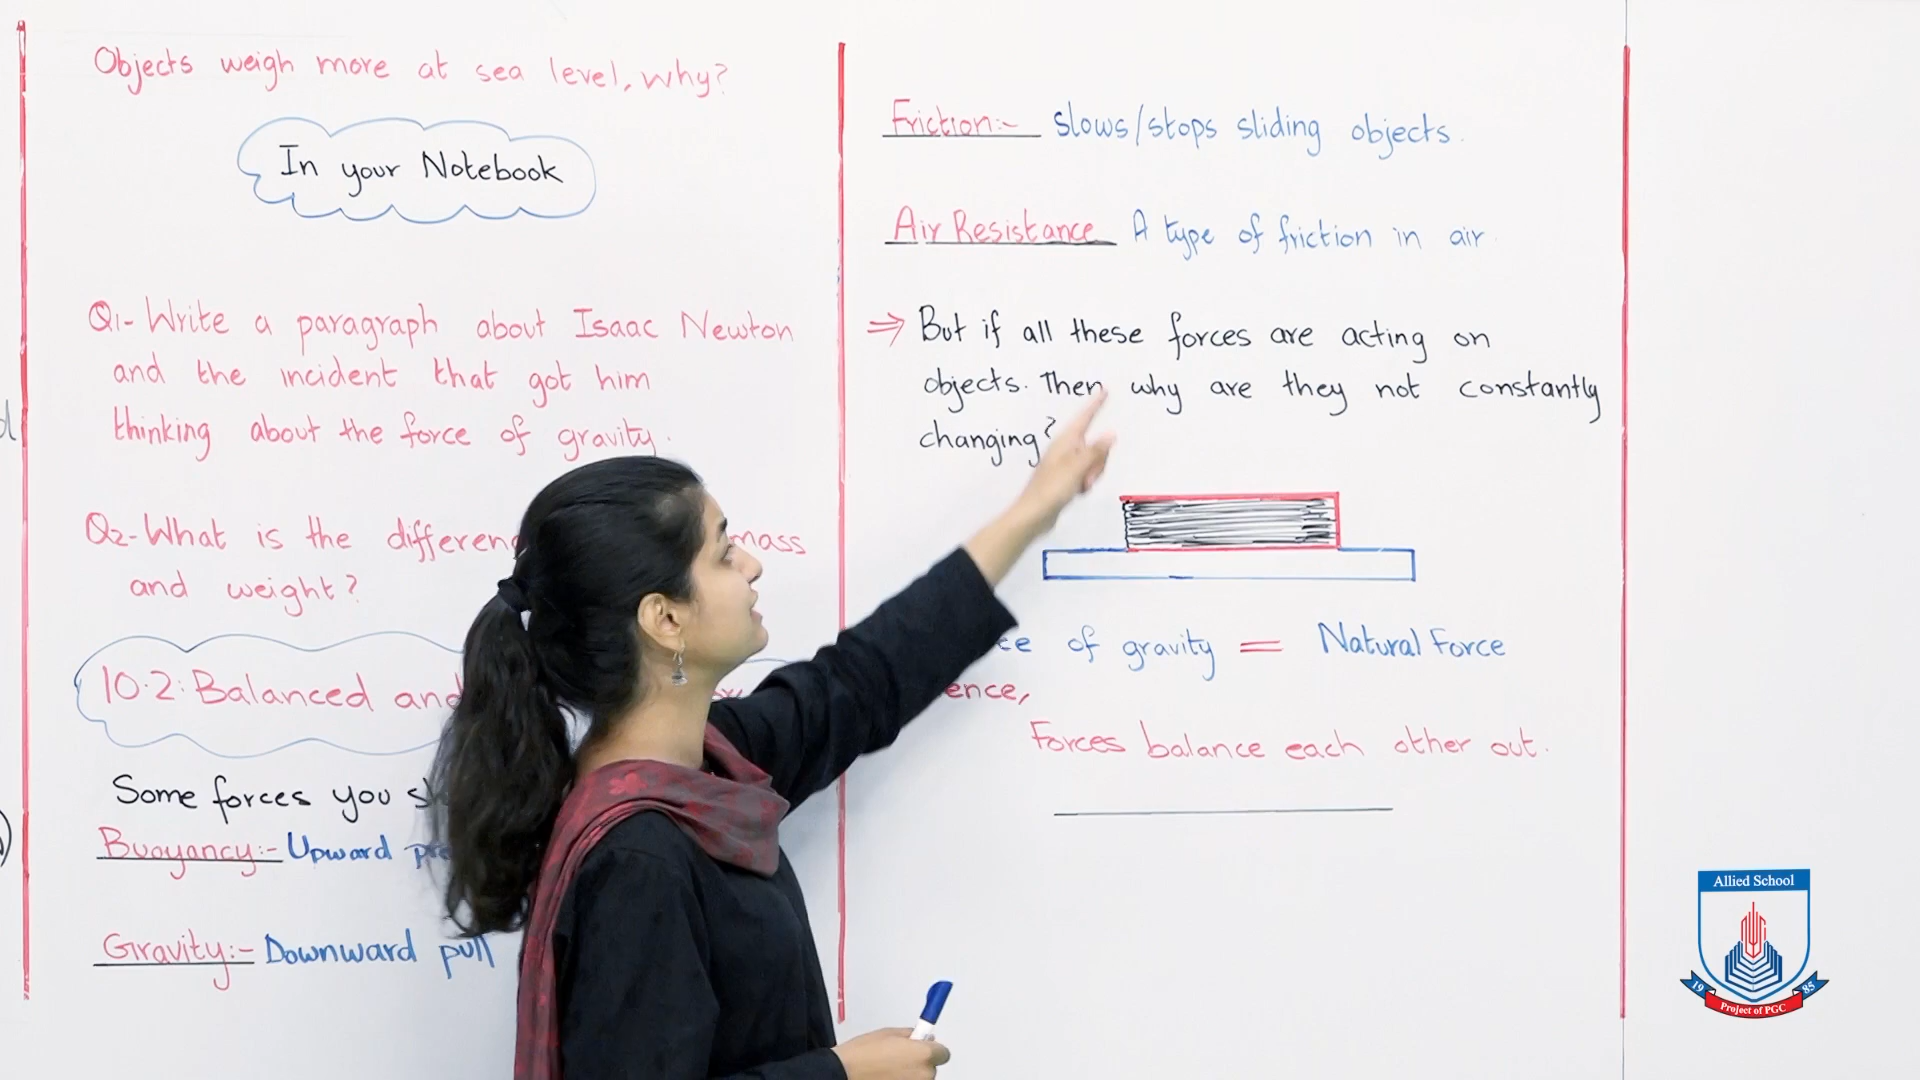 Objects weigh more at sea level, why?
In your Notebook
Q1- Write a paragraph about Isaac Newton
and the incident that got him
thinking about the force of gravity.
Q2- What is the mass
and weight?
10.2: Balanced and
Some forces you
Buoyancy:- Upward
Gravity:- Downward pull
Friction:- slows/stops sliding objects.
Air Resistance A type of friction in air
⇒ But if all these forces are acting on
objects. Then why are they not constantly
changing?
of gravity = Natural Force
Forces balance each other out.
Allied School
19 85
Project of PGC